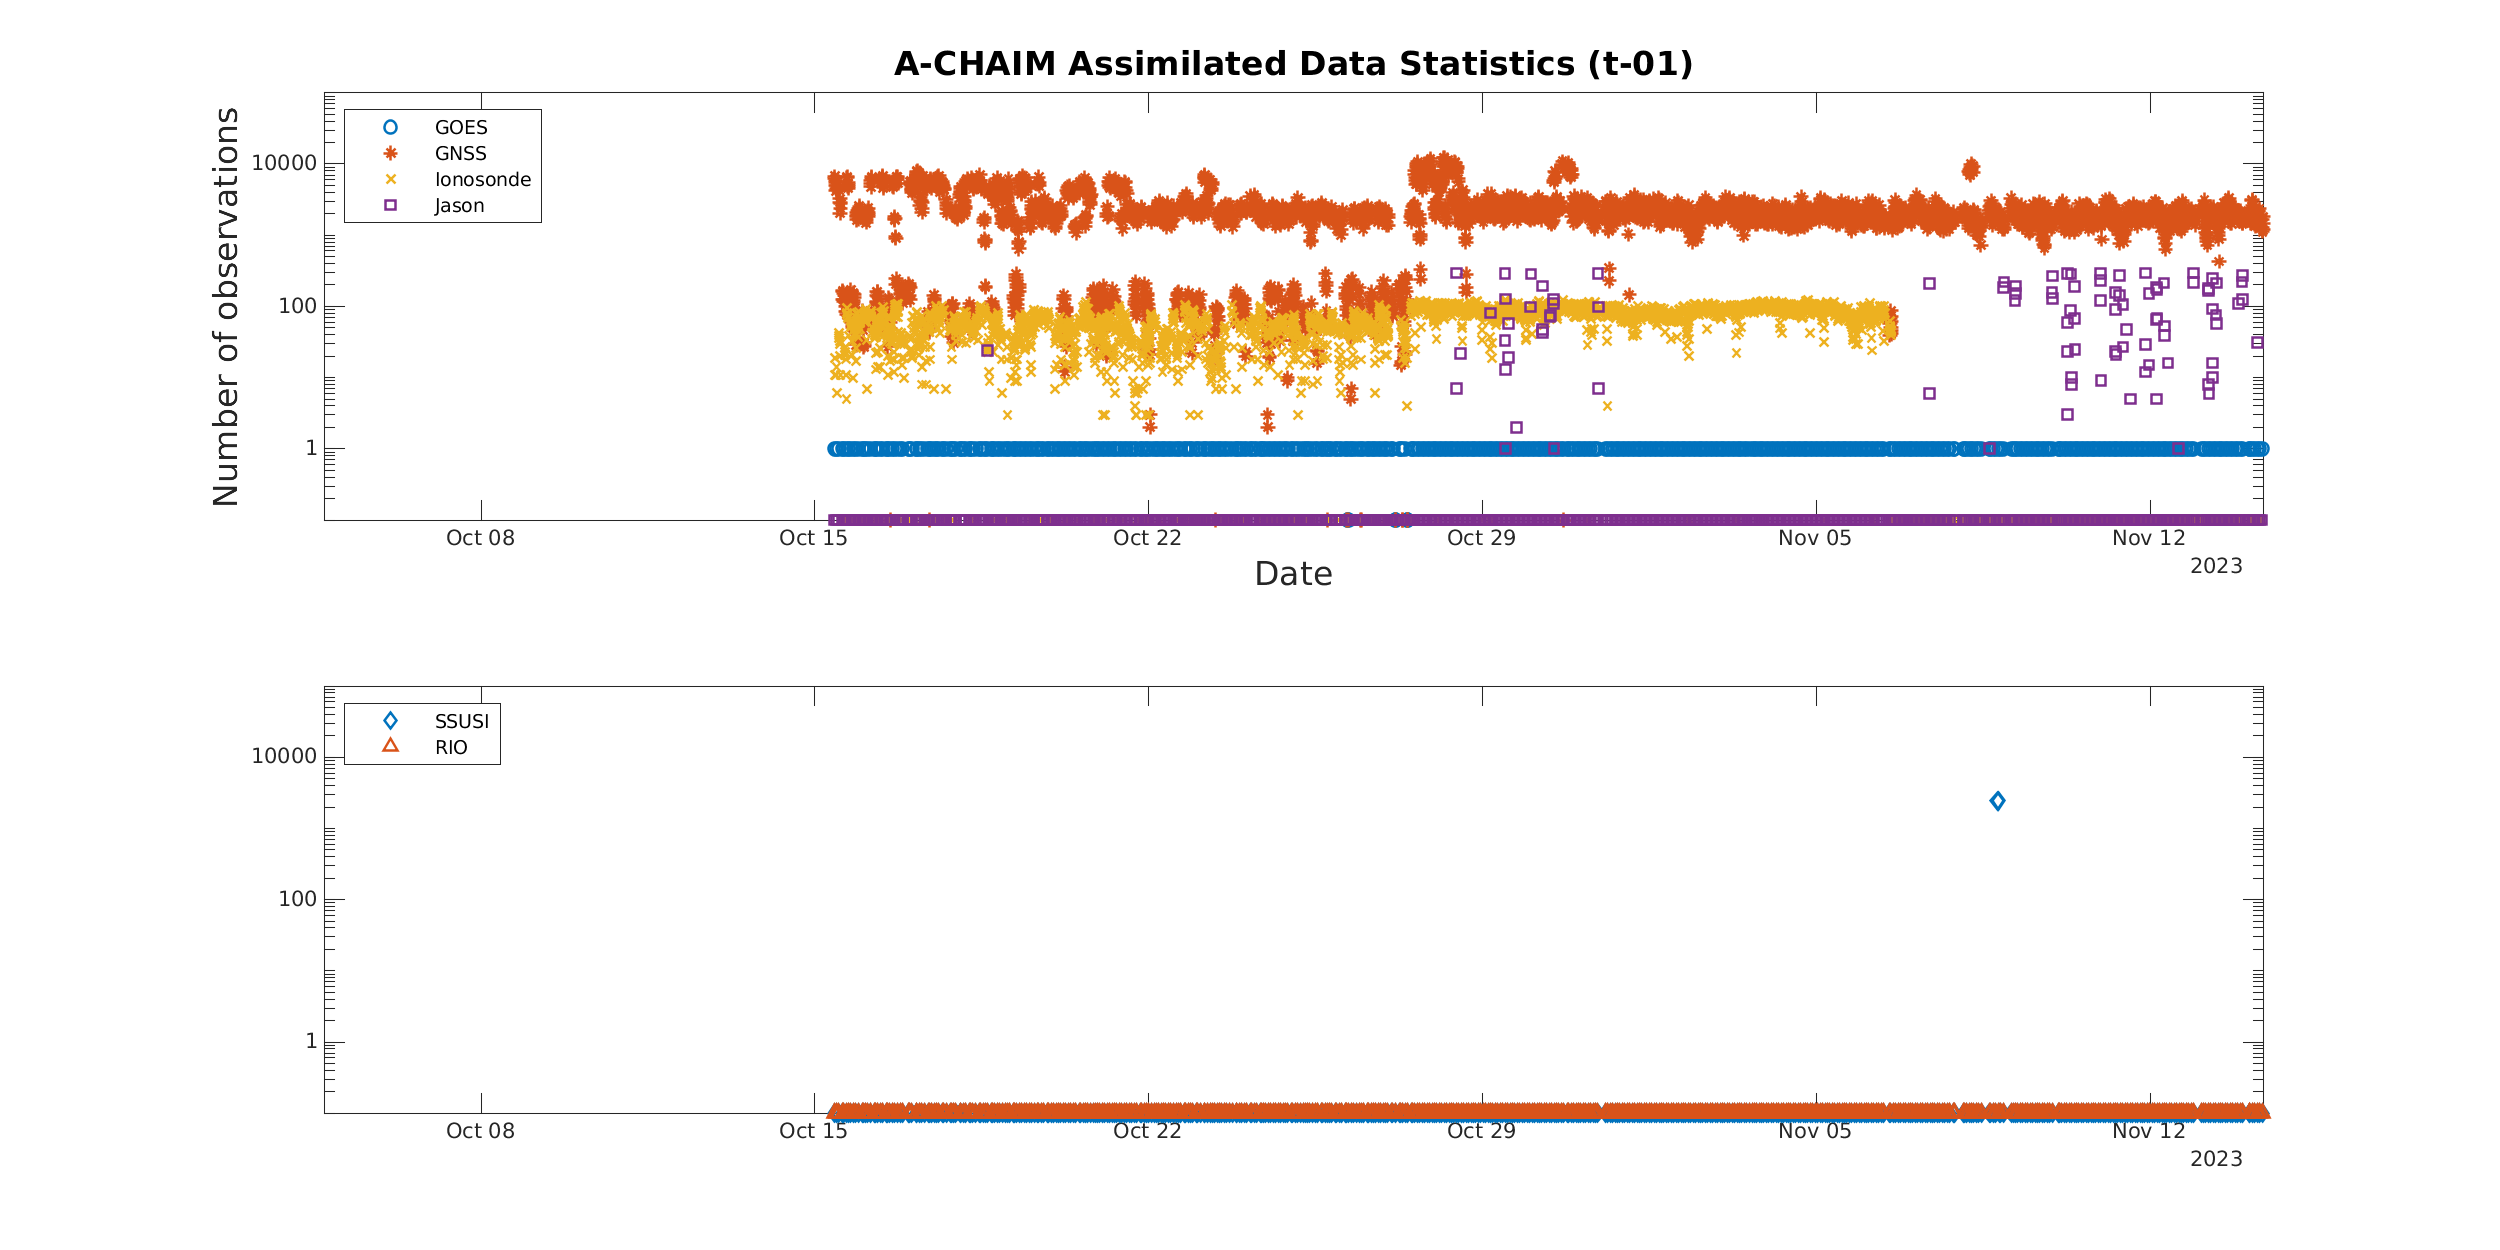 A-CHAIM Assimilated Data Statistics (t-01)
Number of observations
GOES
GNSS
Ionosonde
Jason
10000
100
1
Oct 08 Oct 15 Oct 22 Oct 29 Nov 05 Nov 12
2023
Date
SSUSI
RIO
10000
100
1
Oct 08 Oct 15 Oct 22 Oct 29 Nov 05 Nov 12
2023